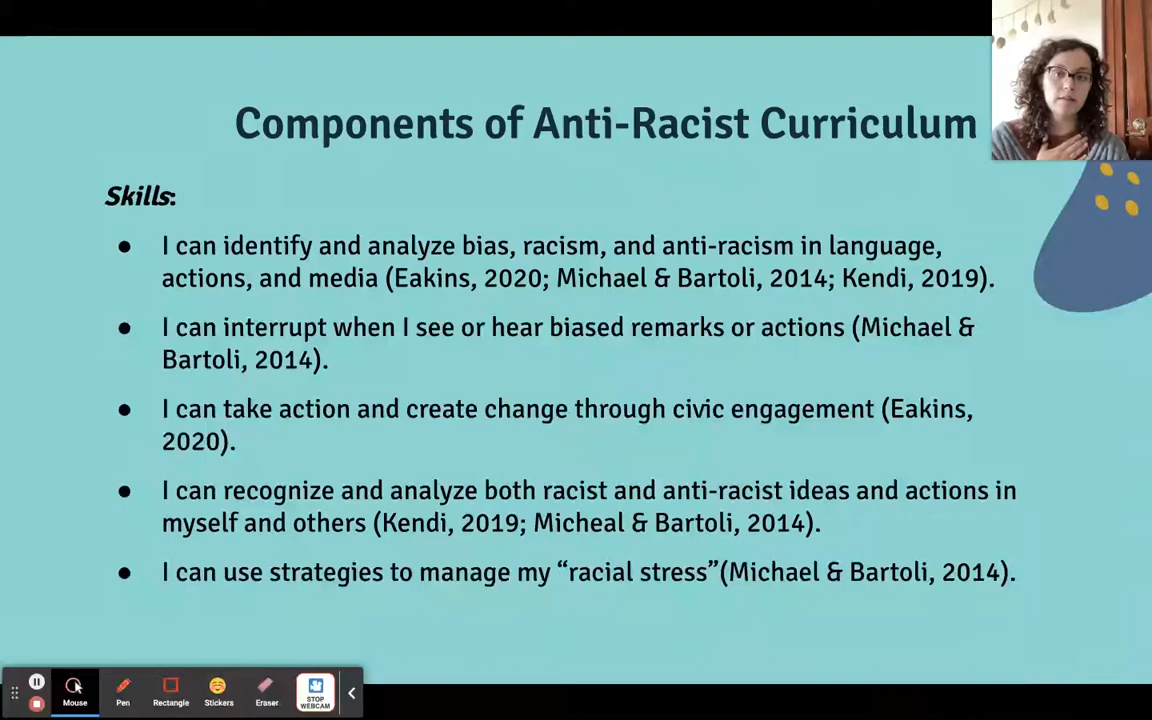 Components of Anti-Racist Curriculum
Skills:
● I can identify and analyze bias, racism, and anti-racism in language,
actions, and media (Eakins, 2020; Michael & Bartoli, 2014; Kendi, 2019).
● I can interrupt when I see or hear biased remarks or actions (Michael &
Bartoli, 2014).
● I can take action and create change through civic engagement (Eakins,
2020).
● I can recognize and analyze both racist and anti-racist ideas and actions in
myself and others (Kendi, 2019; Micheal & Bartoli, 2014).
● I can use strategies to manage my “racial stress”(Michael & Bartoli, 2014).
Mouse
Pen
Rectangle
Stickers
Eraser
STOP
WEBCAM